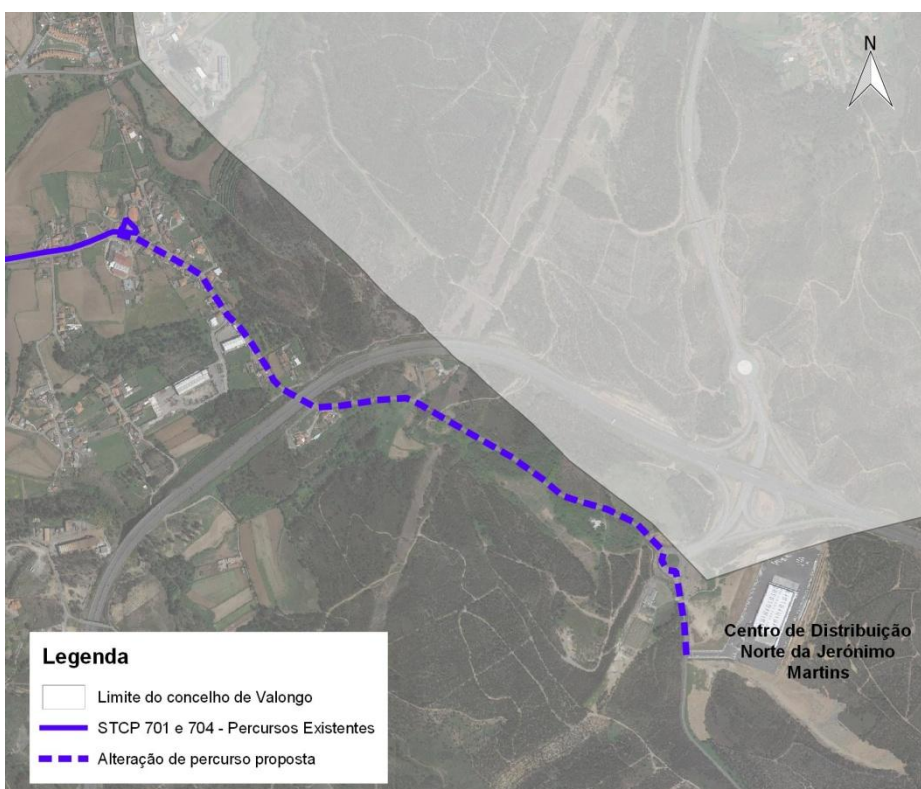 N
Centro de Distribuição
Norte da Jerónimo
Martins
Legenda
Limite do concelho de Valongo
STCP 701 e 704 - Percursos Existentes
Alteração de percurso proposta